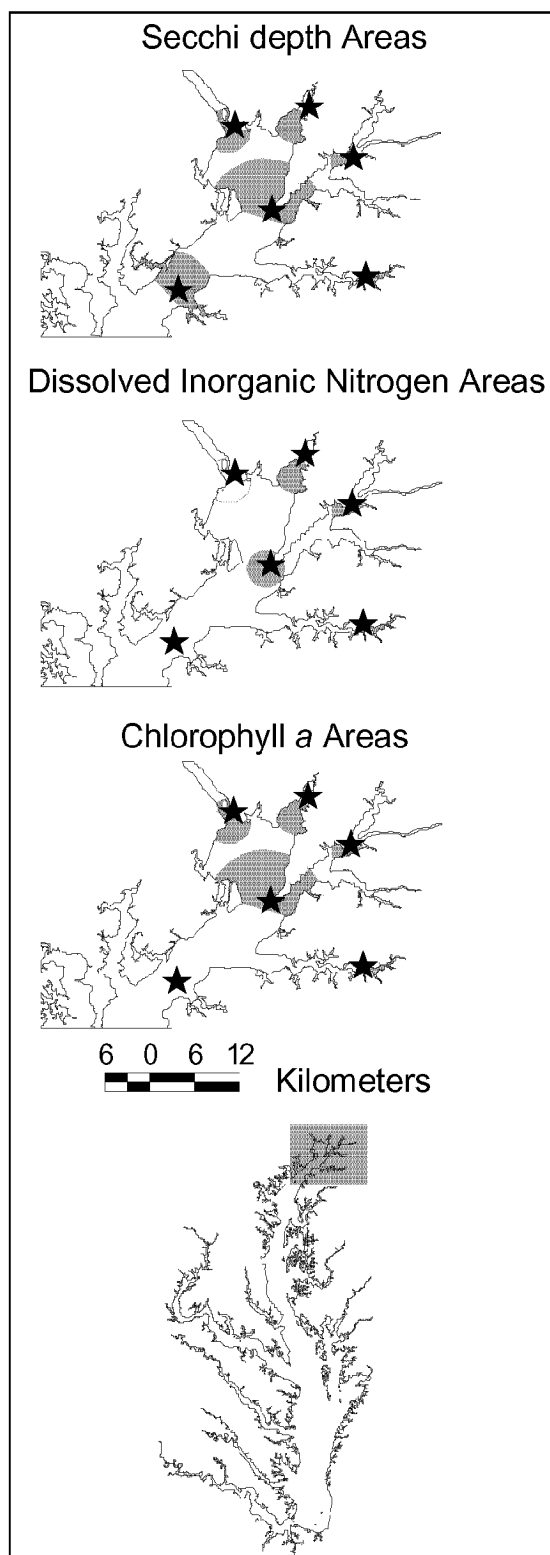 Secchi depth Areas
Dissolved Inorganic Nitrogen Areas
Chlorophyll a Areas
6 0 6 12
Kilometers